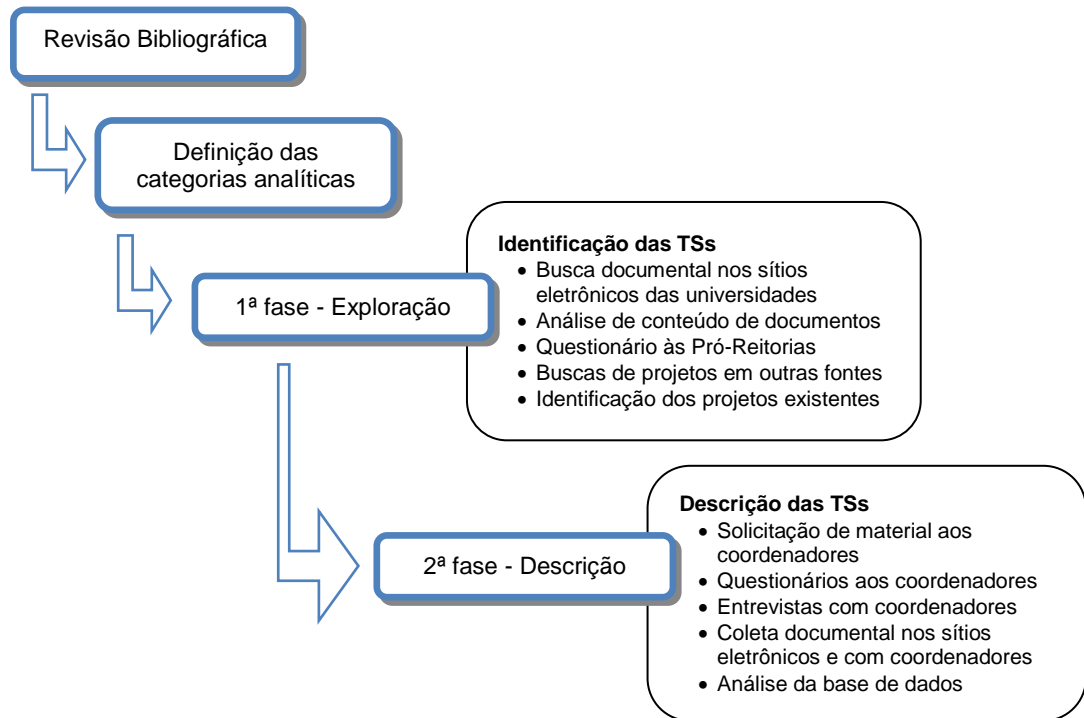 Revisão Bibliográfica
Definição das
categorias analíticas
1ª fase - Exploração
Identificação das TSs
• Busca documental nos sítios
eletrônicos das universidades
• Análise de conteúdo de documentos
• Questionário às Pró-Reitorias
• Buscas de projetos em outras fontes
• Identificação dos projetos existentes
2ª fase - Descrição
Descrição das TSs
• Solicitação de material aos
coordenadores
• Questionários aos coordenadores
• Entrevistas com coordenadores
• Coleta documental nos sítios
eletrônicos e com coordenadores
• Análise da base de dados